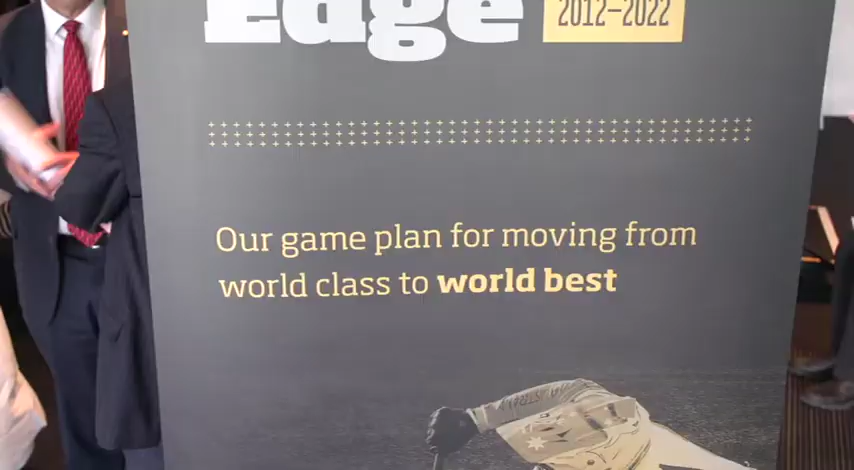 Edge
2012–2022
Our game plan for moving from
world class to world best